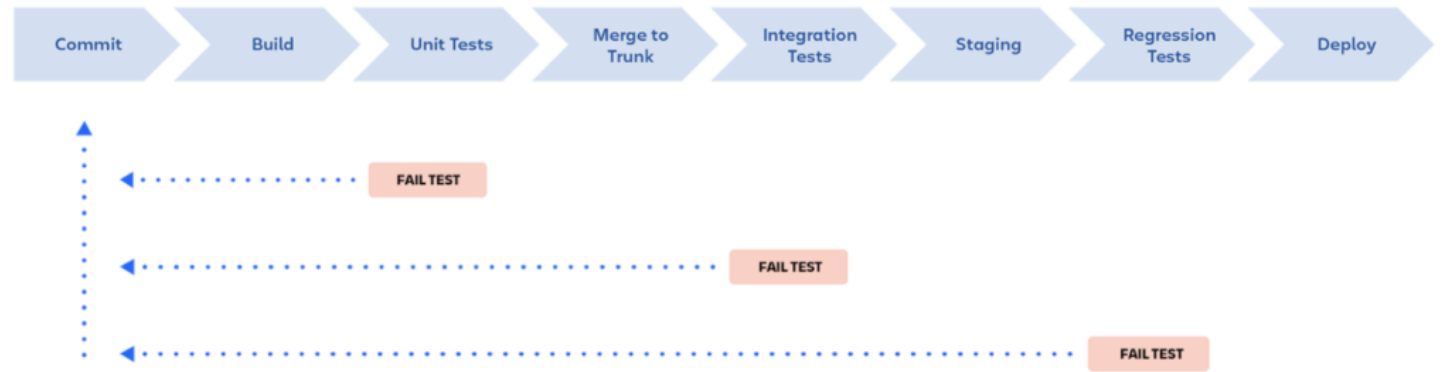 Commit
Build
Unit Tests
Merge to
Trunk
Integration
Tests
Staging
Regression
Tests
Deploy
FAIL TEST
FAIL TEST
FAIL TEST